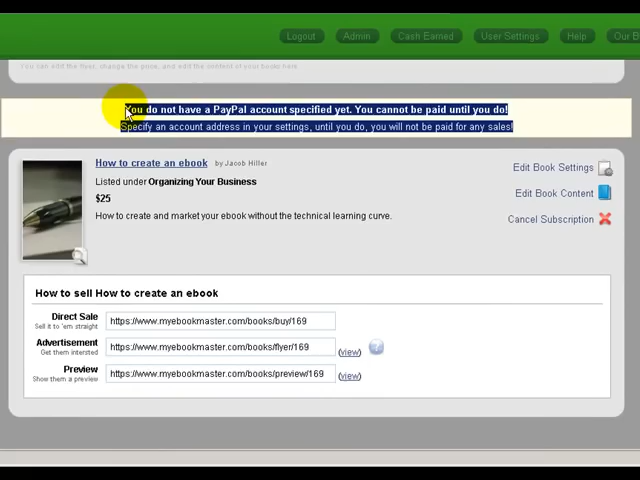 Logout Admin Cash Earned User Settings Help Our B
You can edit the flyer, change the price, and edit the content of your books here.
You do not have a PayPal account specified yet. You cannot be paid until you do!
Specify an account address in your settings, until you do, you will not be paid for any sales!
How to create an ebook by Jacob Hiller
Edit Book Settings
Listed under Organizing Your Business
Edit Book Content
$25
How to create and market your ebook without the technical learning curve.
Cancel Subscription
How to sell How to create an ebook
Direct Sale https://www.myebookmaster.com/books/buy/169
Sell it to 'em straight
Advertisement https://www.myebookmaster.com/books/flyer/169 (view) ?
Get them intersted
Preview https://www.myebookmaster.com/books/preview/169 (view)
Show them a preview